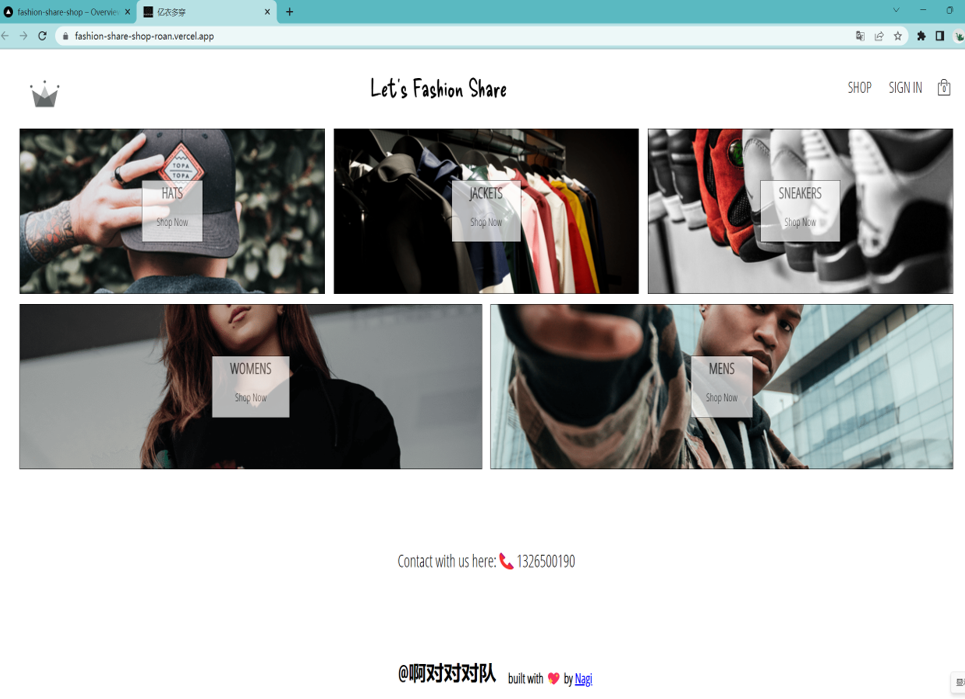 fashion-share-shop – Overvie
亿衣多穿
fashion-share-shop-roan.vercel.app
Let's Fashion Share
SHOP SIGN IN 0
TOPA
TOPA
HATS
Shop Now
JACKETS
Shop Now
SNEAKERS
Shop Now
WOMENS
Shop Now
MENS
Shop Now
Contact with us here: 📞 1326500190
@啊对对对队 built with 💖 by Nagi